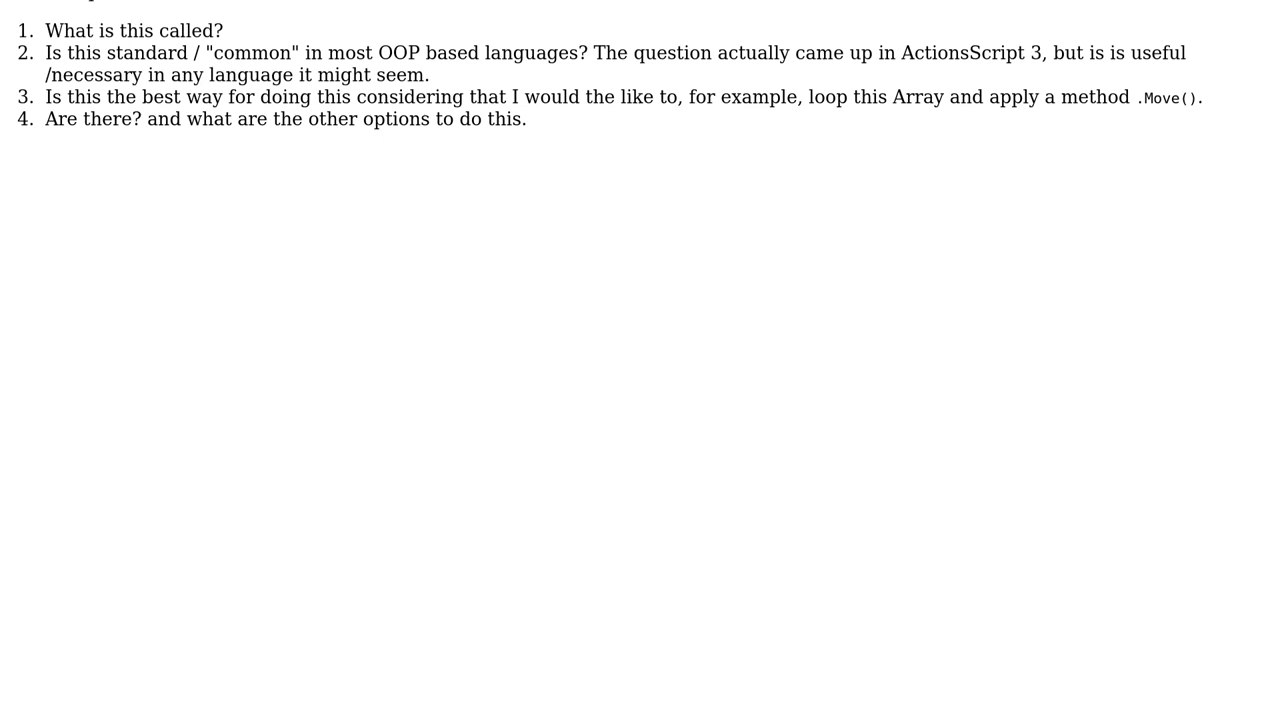 1. What is this called?
2. Is this standard / "common" in most OOP based languages? The question actually came up in ActionsScript 3, but is is useful
/necessary in any language it might seem.
3. Is this the best way for doing this considering that I would the like to, for example, loop this Array and apply a method .Move().
4. Are there? and what are the other options to do this.